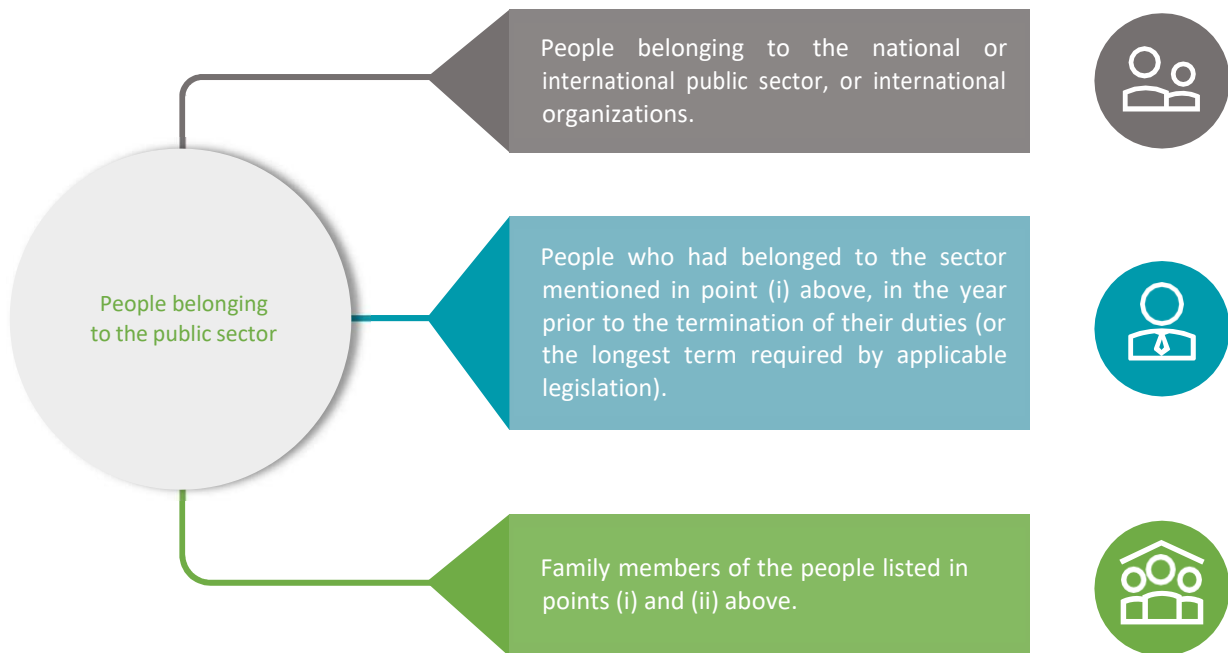 People belonging to the national or
international public sector, or international
organizations.
People belonging
to the public sector
People who had belonged to the sector
mentioned in point (i) above, in the year
prior to the termination of their duties (or
the longest term required by applicable
legislation).
Family members of the people listed in
points (i) and (ii) above.